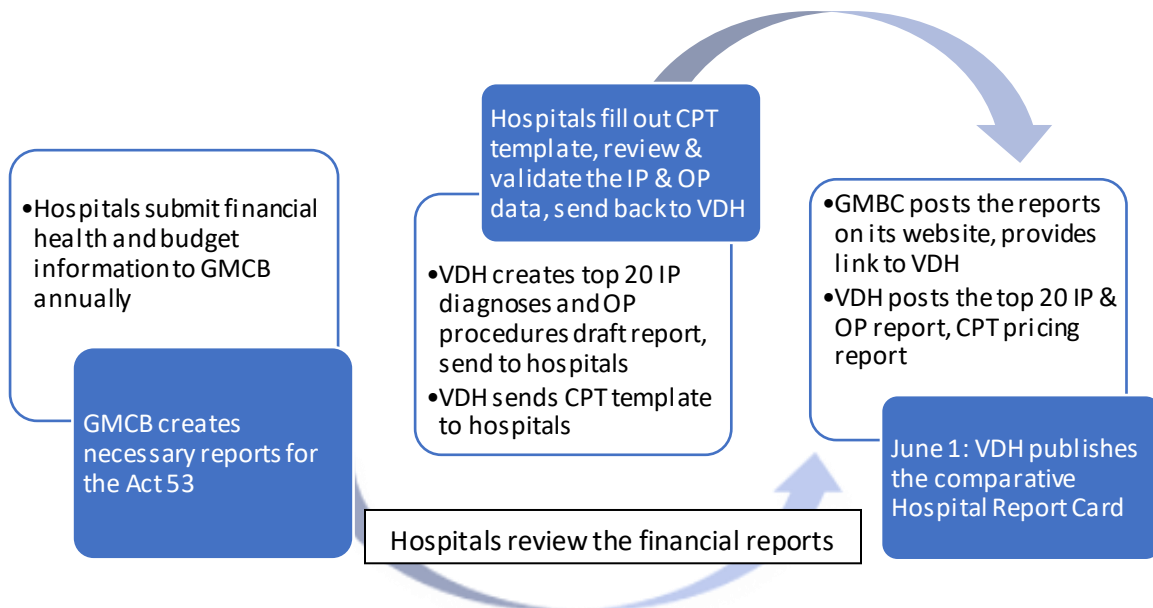 •Hospitals submit financial
health and budget
information to GMCB
annually
GMCB creates
necessary reports for
the Act 53
Hospitals fill out CPT
template, review &
validate the IP & OP
data, send back to VDH
•VDH creates top 20 IP
diagnoses and OP
procedures draft report,
send to hospitals
•VDH sends CPT template
to hospitals
•GMBC posts the reports
on its website, provides
link to VDH
•VDH posts the top 20 IP &
OP report, CPT pricing
report
June 1: VDH publishes
the comparative
Hospital Report Card
Hospitals review the financial reports